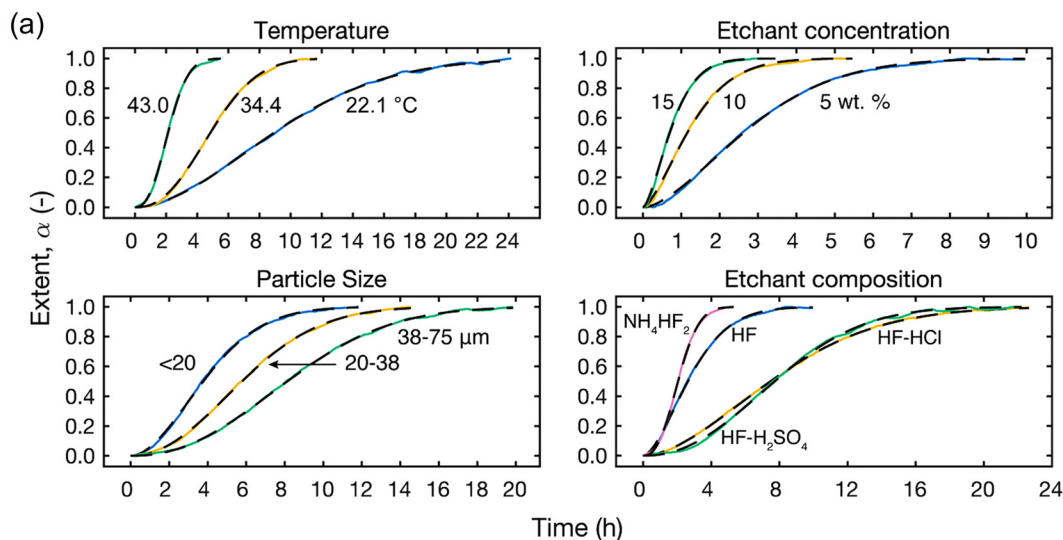 (a)
Temperature
1.0
0.8
0.6
0.4
0.2
0.0
43.0
34.4
22.1 °C
0 2 4 6 8 10 12 14 16 18 20 22 24
Etchant concentration
1.0
0.8
0.6
0.4
0.2
0.0
15
10
5 wt. %
0 1 2 3 4 5 6 7 8 9 10
Extent, α (-)
Particle Size
1.0
0.8
0.6
0.4
0.2
0.0
<20
20-38
38-75 μm
0 2 4 6 8 10 12 14 16 18 20
Etchant composition
1.0
0.8
0.6
0.4
0.2
0.0
NH₄HF₂
HF
HF-HCl
HF-H₂SO₄
0 4 8 12 16 20 24
Time (h)